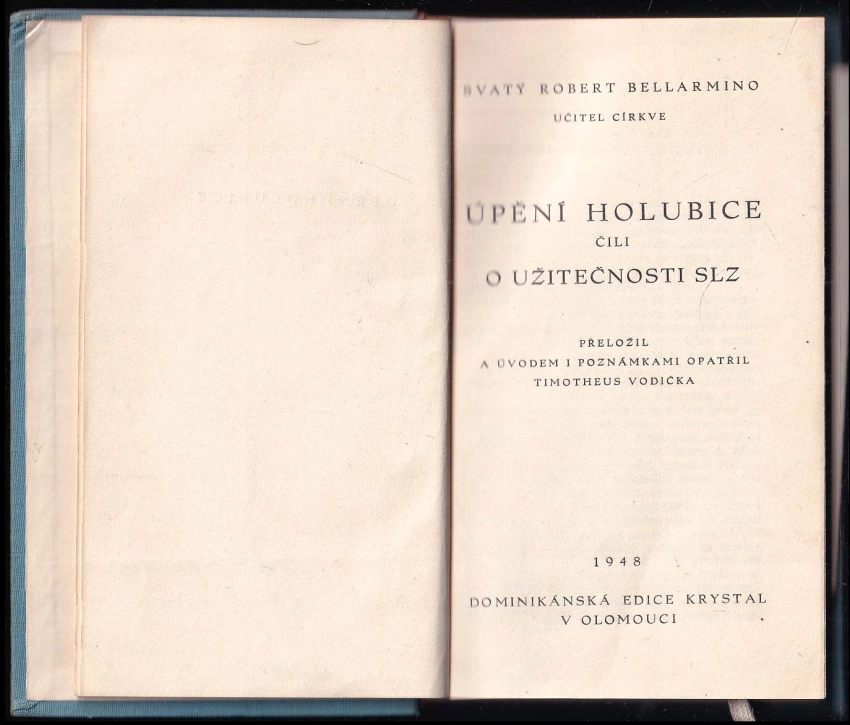 SVATÝ ROBERT BELLARMINO
UČITEL CÍRKVE
ÚPĚNÍ HOLUBICE
ČILI
O UŽITEČNOSTI SLZ
PŘELOŽIL
A ÚVODEM I POZNÁMKAMI OPATŘIL
TIMOTHEUS VODIČKA
1948
DOMINIKÁNSKÁ EDICE KRYSTAL
V OLOMOUCI